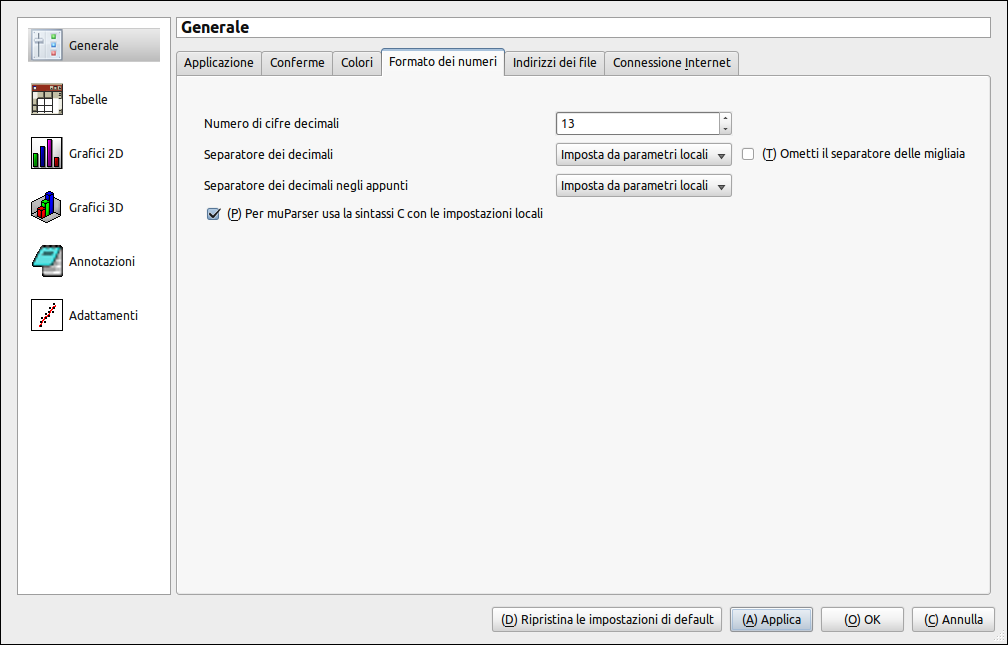 Generale
Tabelle
Grafici 2D
Grafici 3D
Annotazioni
Adattamenti
Generale
Applicazione Conferme Colori Formato dei numeri Indirizzi dei file Connessione Internet
Numero di cifre decimali 13
Separatore dei decimali Imposta da parametri locali (T) Ometti il separatore delle migliaia
Separatore dei decimali negli appunti Imposta da parametri locali
(P) Per muParser usa la sintassi C con le impostazioni locali
(D) Ripristina le impostazioni di default (A) Applica (O) OK (C) Annulla